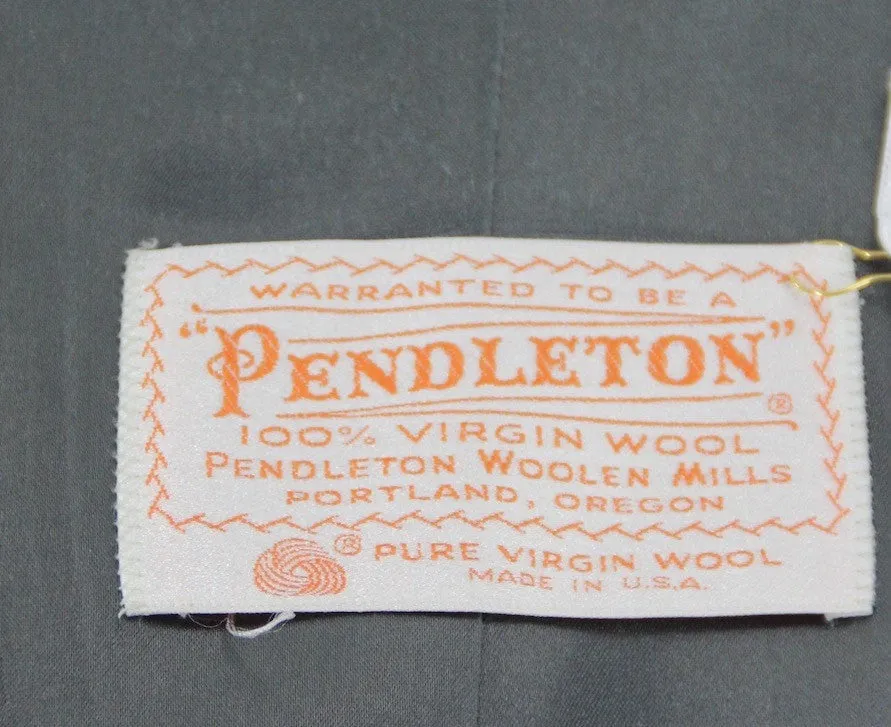 WARRANTED TO BE A
"PENDLETON" ®
100% VIRGIN WOOL
PENDLETON WOOLEN MILLS
PORTLAND, OREGON
® PURE VIRGIN WOOL
MADE IN U.S.A.